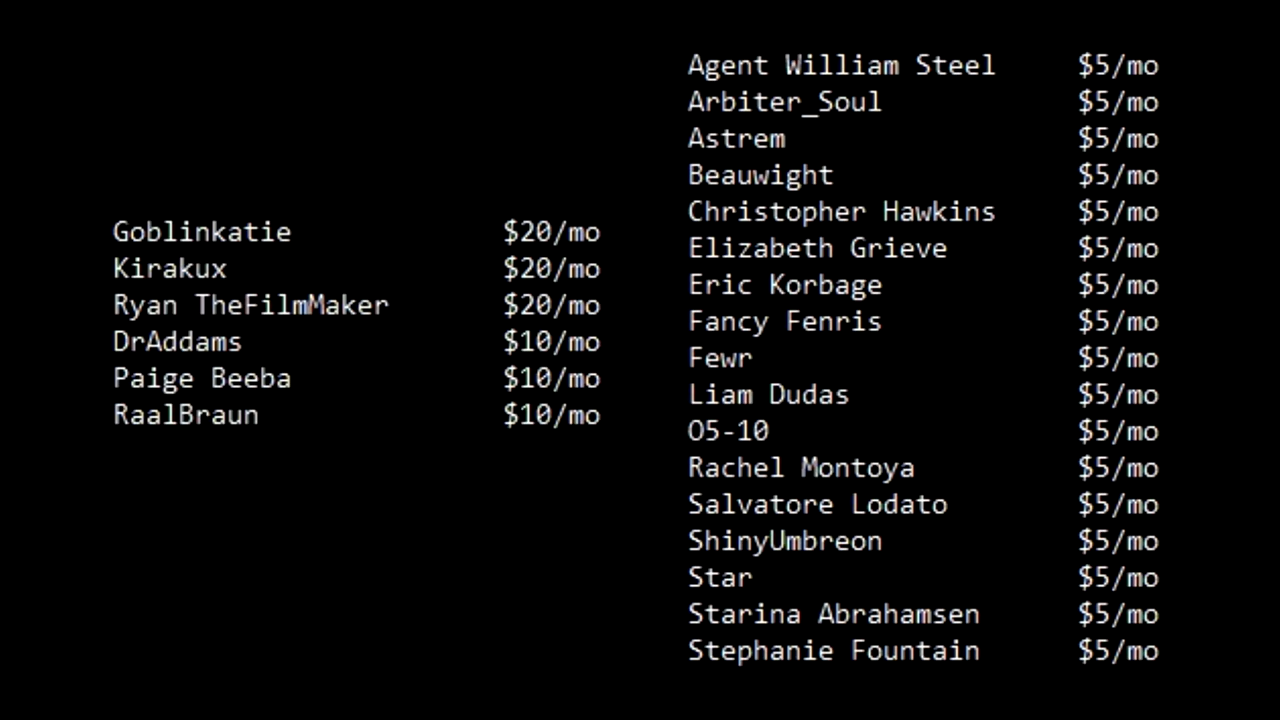 Goblinkatie $20/mo
Kirakux $20/mo
Ryan TheFilmMaker $20/mo
DrAddams $10/mo
Paige Beeba $10/mo
RaalBraun $10/mo
Agent William Steel $5/mo
Arbiter_Soul $5/mo
Astrem $5/mo
Beauwight $5/mo
Christopher Hawkins $5/mo
Elizabeth Grieve $5/mo
Eric Korbage $5/mo
Fancy Fenris $5/mo
Fewr $5/mo
Liam Dudas $5/mo
O5-10 $5/mo
Rachel Montoya $5/mo
Salvatore Lodato $5/mo
ShinyUmbreon $5/mo
Star $5/mo
Starina Abrahamsen $5/mo
Stephanie Fountain $5/mo